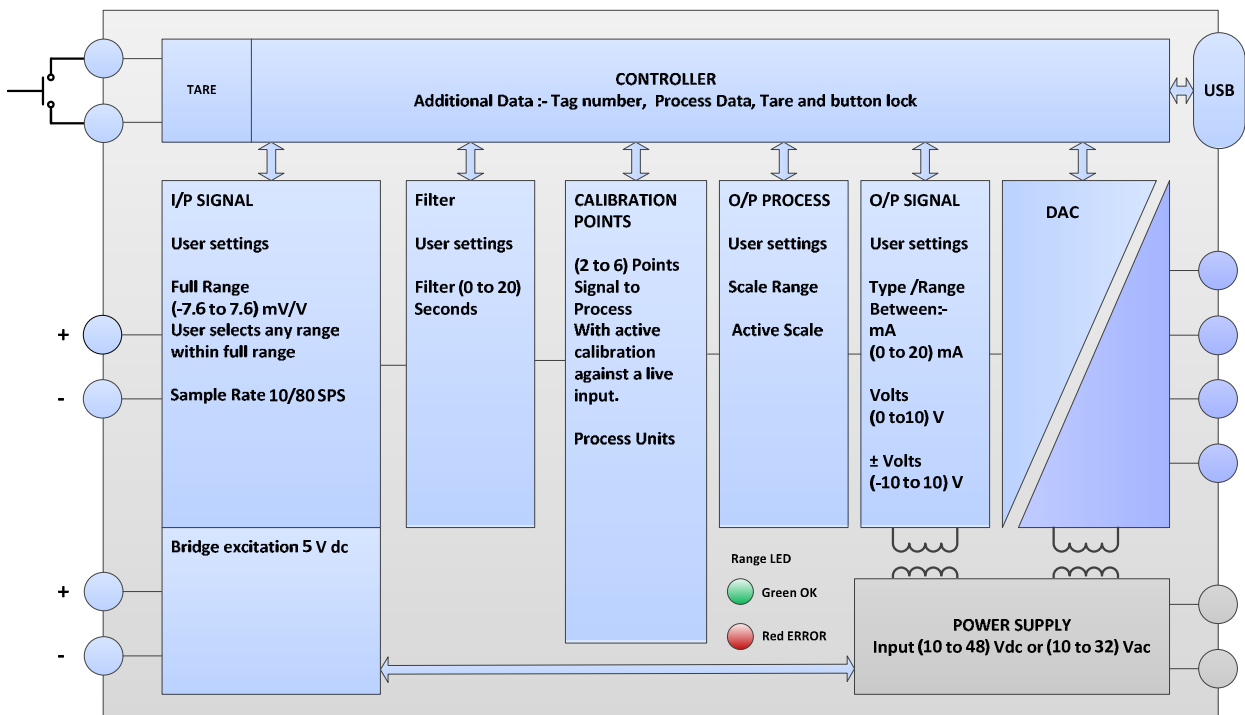 TARE
CONTROLLER
Additional Data :- Tag number, Process Data, Tare and button lock
USB
I/P SIGNAL
User settings
Full Range
(-7.6 to 7.6) mV/V
User selects any range
within full range
Sample Rate 10/80 SPS
Filter
User settings
Filter (0 to 20)
Seconds
CALIBRATION
POINTS
(2 to 6) Points
Signal to
Process
With active
calibration
against a live
input.
Process Units
O/P PROCESS
User settings
Scale Range
Active Scale
O/P SIGNAL
User settings
Type /Range
Between:-
mA
(0 to 20) mA
Volts
(0 to10) V
± Volts
(-10 to 10) V
DAC
+
-
Bridge excitation 5 V dc
+
-
Range LED
Green OK
Red ERROR
POWER SUPPLY
Input (10 to 48) Vdc or (10 to 32) Vac